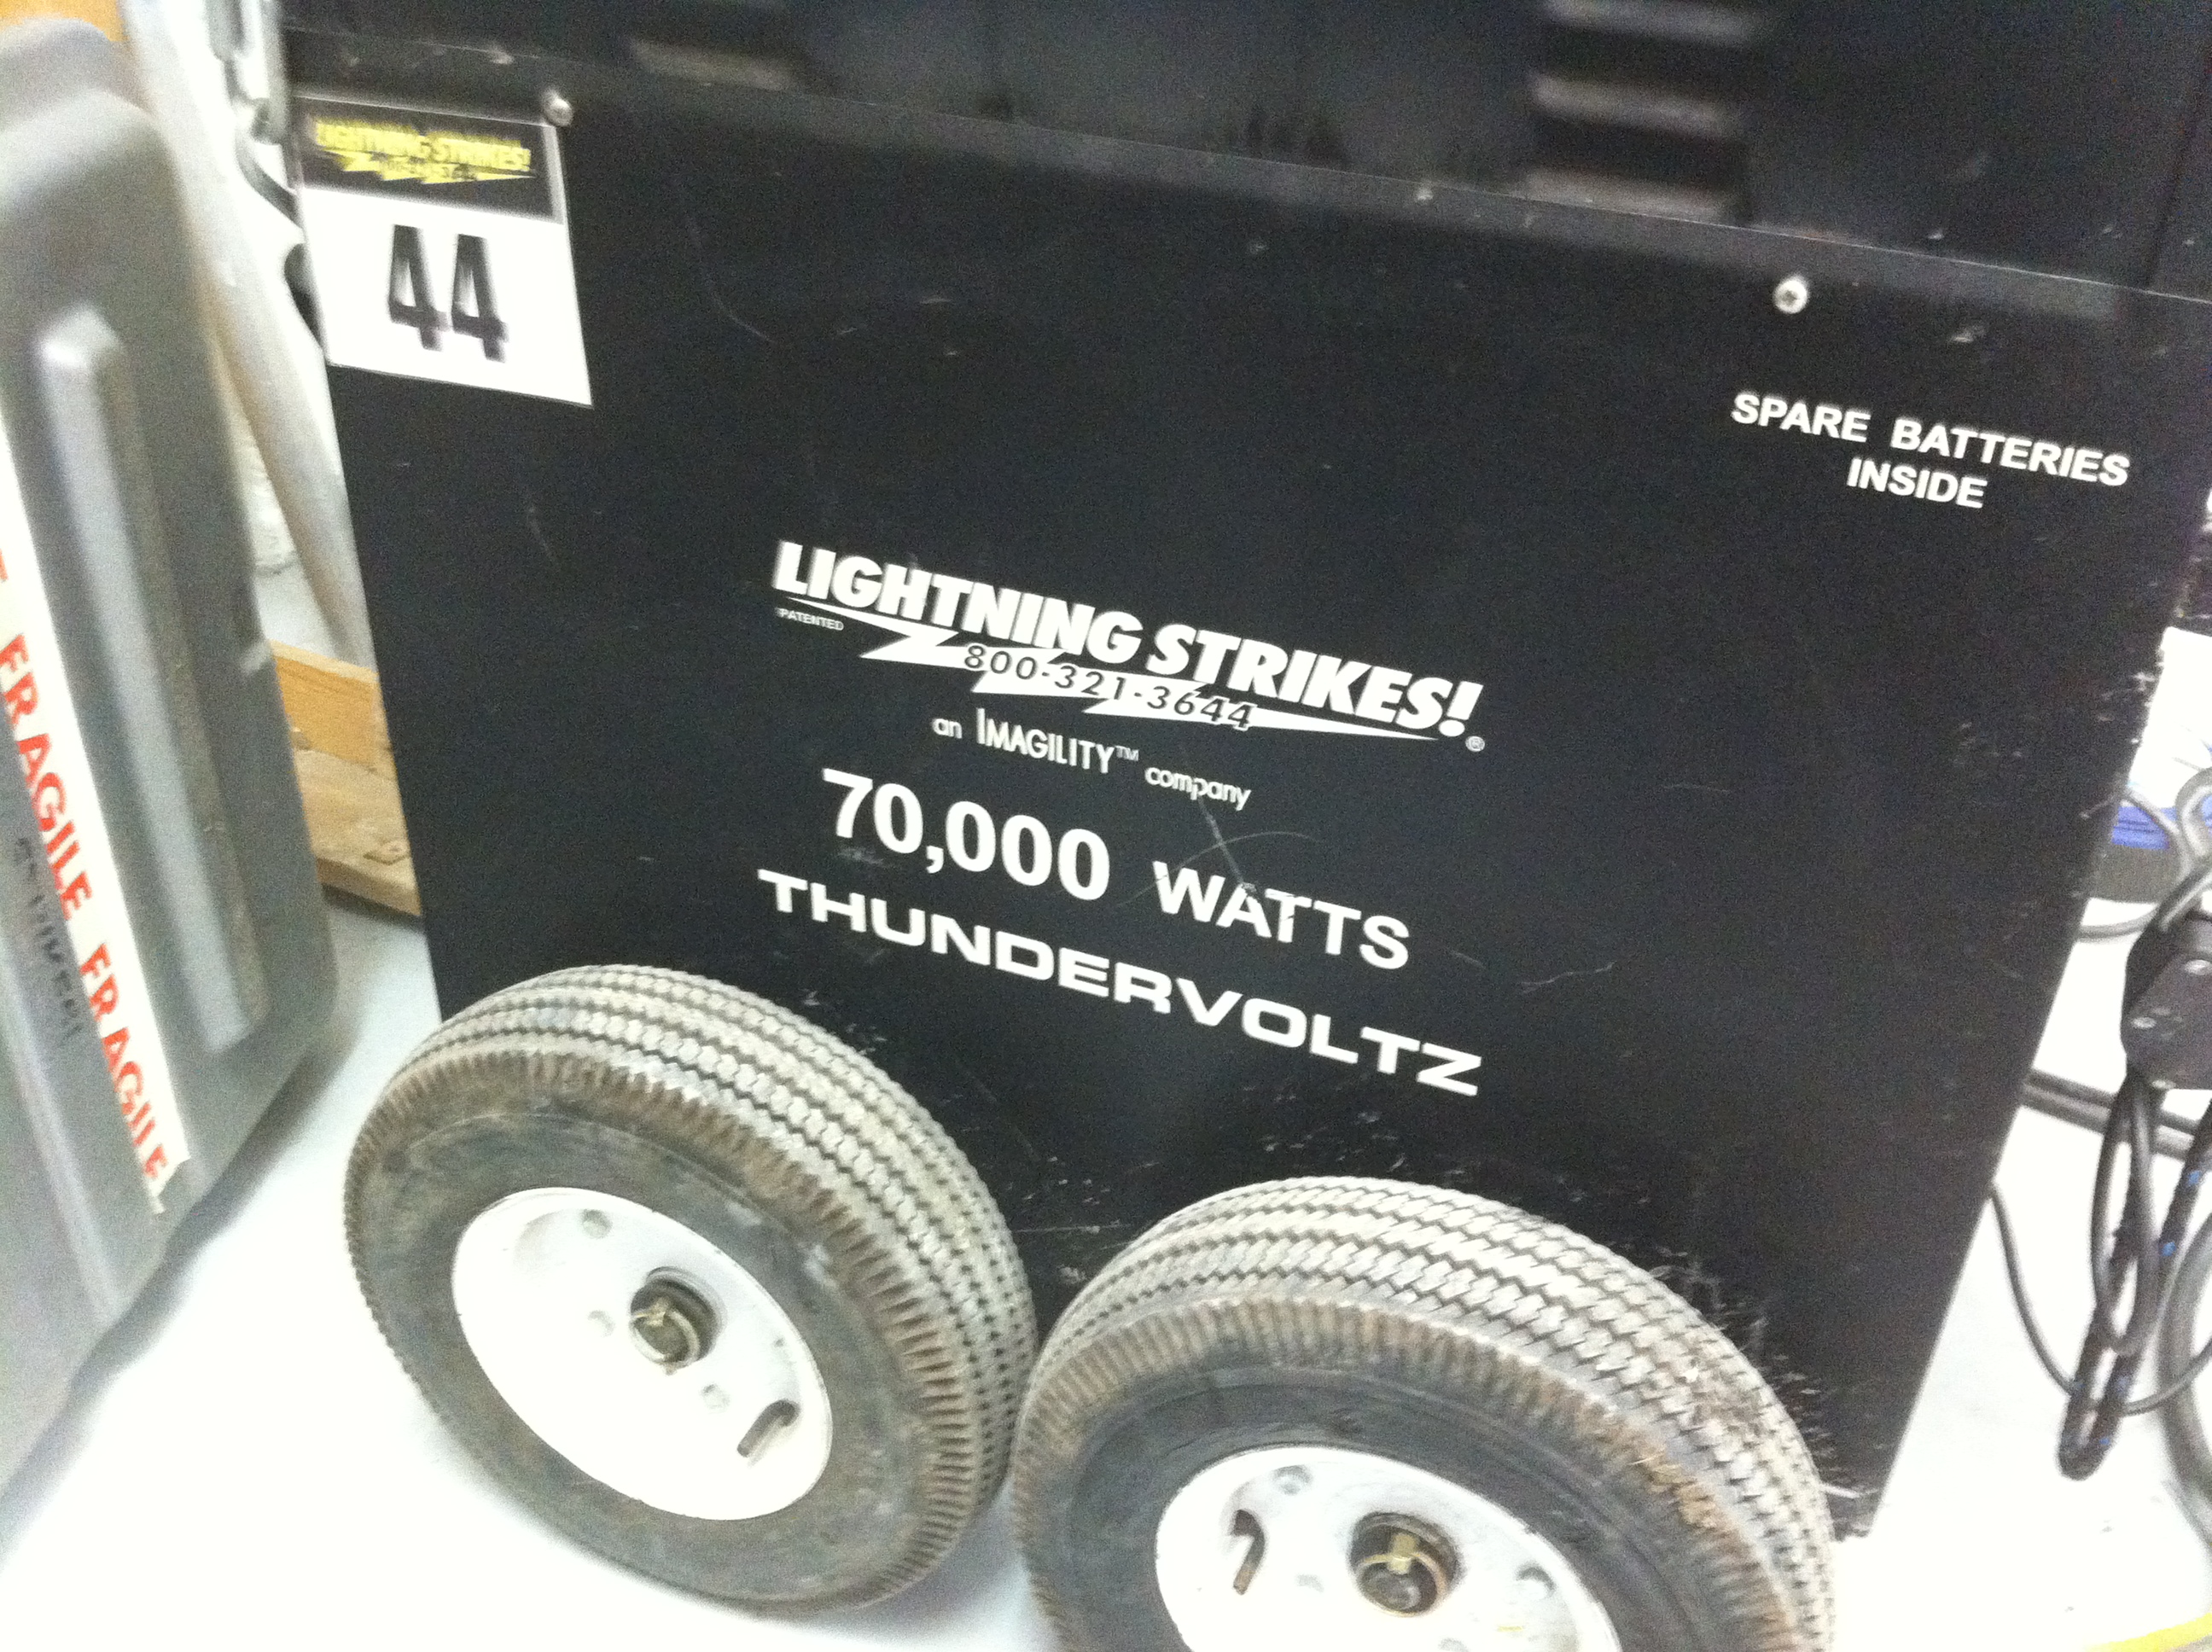 LIGHTNING STRIKES!
44
SPARE BATTERIES
INSIDE
LIGHTNING STRIKES!
PATENTED
800-321-3644
®
an IMAGILITY™ company
70,000 WATTS
THUNDERVOLTZ
FRAGILE FRAGILE